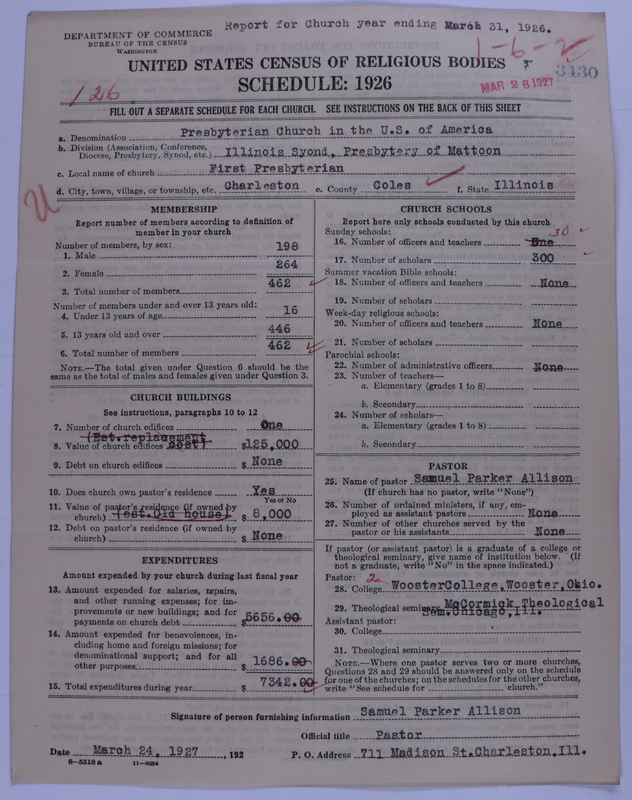 Report for Church year ending March 31, 1926.
DEPARTMENT OF COMMERCE
BUREAU OF THE CENSUS
WASHINGTON
1-6-2
UNITED STATES CENSUS OF RELIGIOUS BODIES
3430
MAR 26 1927
SCHEDULE: 1926
126
FILL OUT A SEPARATE SCHEDULE FOR EACH CHURCH. SEE INSTRUCTIONS ON THE BACK OF THIS SHEET
a. Denomination Presbyterian Church in the U.S. of America
b. Division (Association, Conference, Diocese, Presbytery, Synod, etc.) Illinois Syond, Presbytery of Mattoon
c. Local name of church First Presbyterian
d. City, town, village, or township, etc. Charleston e. County Coles f. State Illinois
MEMBERSHIP
Report number of members according to definition of
member in your church
Number of members, by sex:
1. Male 198
2. Female 264
3. Total number of members 462
Number of members under and over 13 years old:
4. Under 13 years of age 16
5. 13 years old and over 446
6. Total number of members 462
NOTE.—The total given under Question 6 should be
same as the total of males and females given under Question 3.
CHURCH BUILDINGS
See instructions, paragraphs 10 to 12
7. Number of church edifices One
(Est.replacement
8. Value of church edifices cost) $125,000
9. Debt on church edifices $ None
10. Does church own pastor's residence Yes
Yes or No
11. Value of pastor's residence (if owned by
church) (est.Old house) $ 8,000
12. Debt on pastor's residence (if owned by
church) $ None
EXPENDITURES
Amount expended by your church during last fiscal year
13. Amount expended for salaries, repairs,
and other running expenses; for im-
provements or new buildings; and for
payments on church debt $5656.00
14. Amount expended for benevolences, in-
cluding home and foreign missions; for
denominational support; and for all
other purposes $ 1686.00
15. Total expenditures during year $ 7342.00
CHURCH SCHOOLS
Report here only schools conducted by this church
Sunday schools:
30
16. Number of officers and teachers One
17. Number of scholars 300
Summer vacation Bible schools:
18. Number of officers and teachers None
19. Number of scholars
Week-day religious schools:
20. Number of officers and teachers None
21. Number of scholars
Parochial schools:
22. Number of administrative officers None
23. Number of teachers—
a. Elementary (grades 1 to 8)
b. Secondary
24. Number of scholars—
a. Elementary (grades 1 to 8)
b. Secondary
PASTOR
25. Name of pastor Samuel Parker Allison
(If church has no pastor, write "None")
26. Number of ordained ministers, if any, em-
ployed as assistant pastors None
27. Number of other churches served by the
pastor or his assistants None
If pastor (or assistant pastor) is a graduate of a college or
theological seminary, give name of institution below. (If
not a graduate, write "No" in the space indicated.)
Pastor: 2
28. College WoosterCollege,Wooster,Ohio.
29. Theological seminary McCormick Theological
Sem.Chicago,Ill.
Assistant pastor:
30. College
31. Theological seminary
NOTE.—Where one pastor serves two or more churches,
Questions 28 and 29 should be answered only on the schedule
for one of the churches; on the schedules for the other churches,
write "See schedule for church."
Signature of person furnishing information Samuel Parker Allison
Official title Pastor
Date March 24, 1927, 192 P. O. Address 711 Madison St.Charleston,Ill.
8—5518a 11—9084